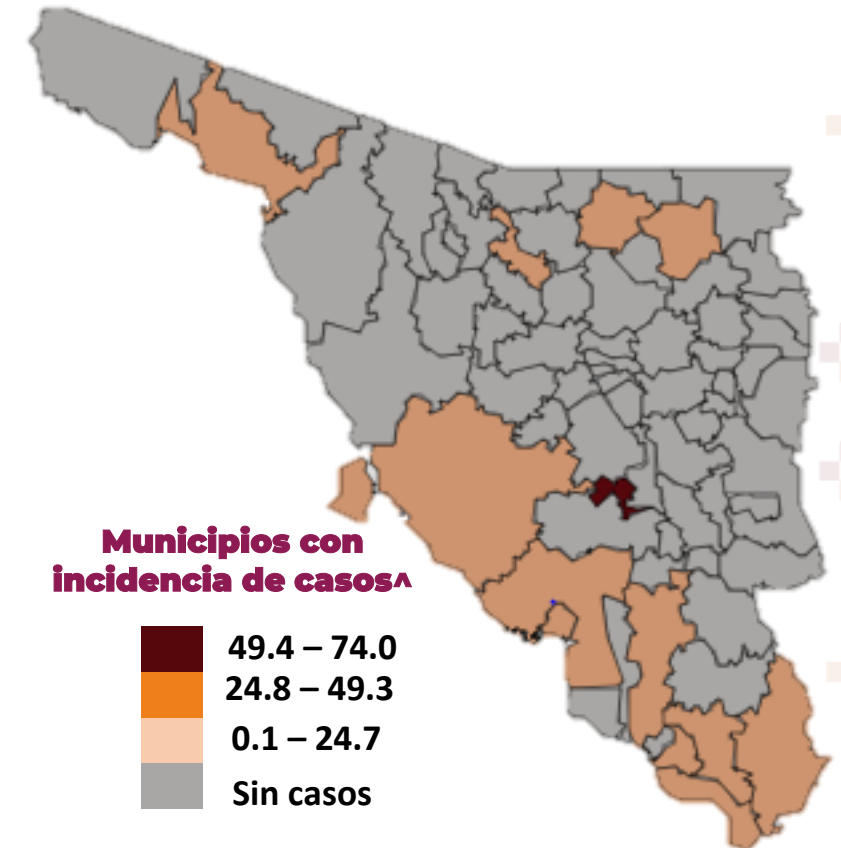 Municipios con
incidencia de casos^
49.4 – 74.0
24.8 – 49.3
0.1 – 24.7
Sin casos